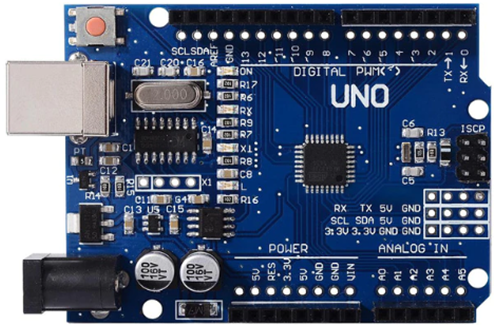 SCL SDA
AREF
GND
13
12
~11
~10
~9
8
7
~6
~5
4
~3
2
TX→1
RX←0
DIGITAL PWM(~)
C21 C20 C16
ON
R17
R6
RX
R9
R7
X1
R8
C8
L
R16
UNO
C14
C1
PT
C12
R15
R14
X1
C11
C13 U5 C15
C6
R13
ISCP
C5
RX TX 5V GND
SCL SDA 5V GND
3.3V 3.3V GND GND
POWER
ANALOG IN
5V
RES
3.3V
5V
GND
GND
VIN
A0
A1
A2
A3
A4
A5
100
16V
VT
100
16V
VT